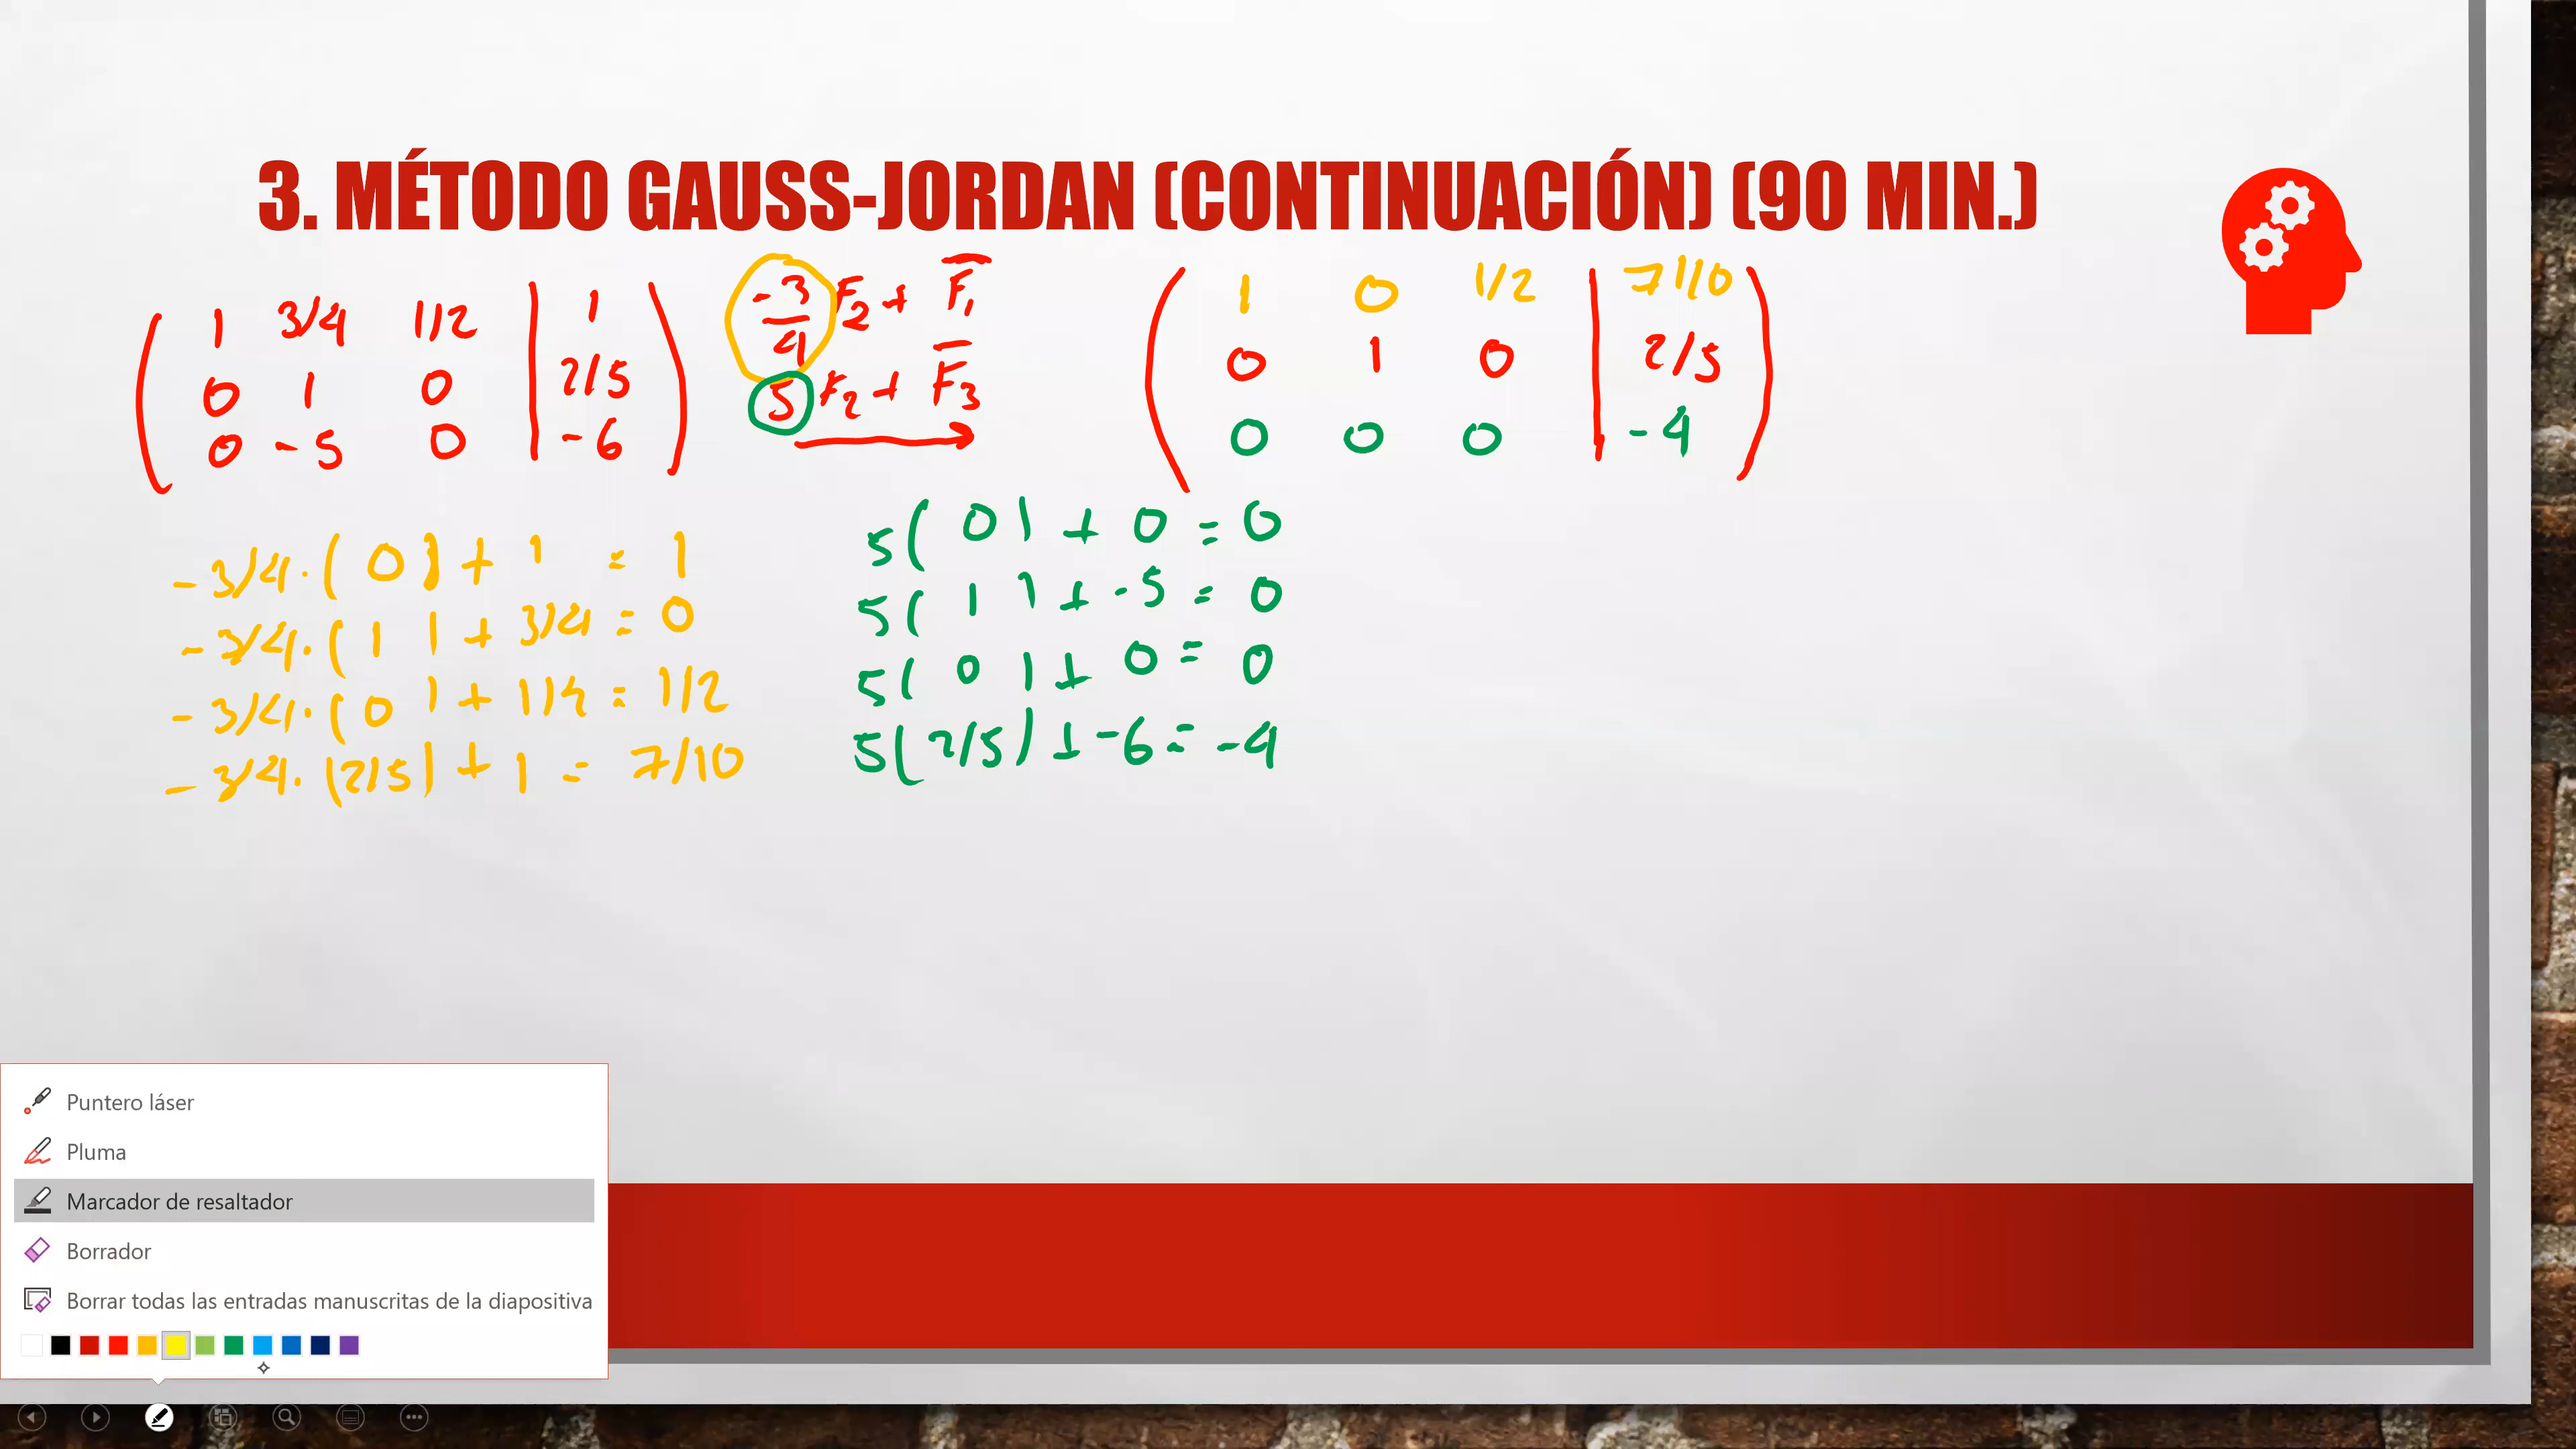 3. MÉTODO GAUSS-JORDAN (CONTINUACIÓN) (90 MIN.)
1 3/4 1/2 | 1
0 1 0 | 2/5
0 -5 0 | -6
-3/4 F2 + F1
5 F2 + F3
1 0 1/2 | 7/10
0 1 0 | 2/5
0 0 0 | -4
-3/4·(0)+1 = 1
-3/4·(1)+3/4=0
-3/4·(0)+1/2=1/2
-3/4·(2/5)+1 = 7/10
5(0)+0=0
5(1)+-5=0
5(0)+0=0
5(2/5)+-6=-4
Puntero láser
Pluma
Marcador de resaltador
Borrador
Borrar todas las entradas manuscritas de la diapositiva